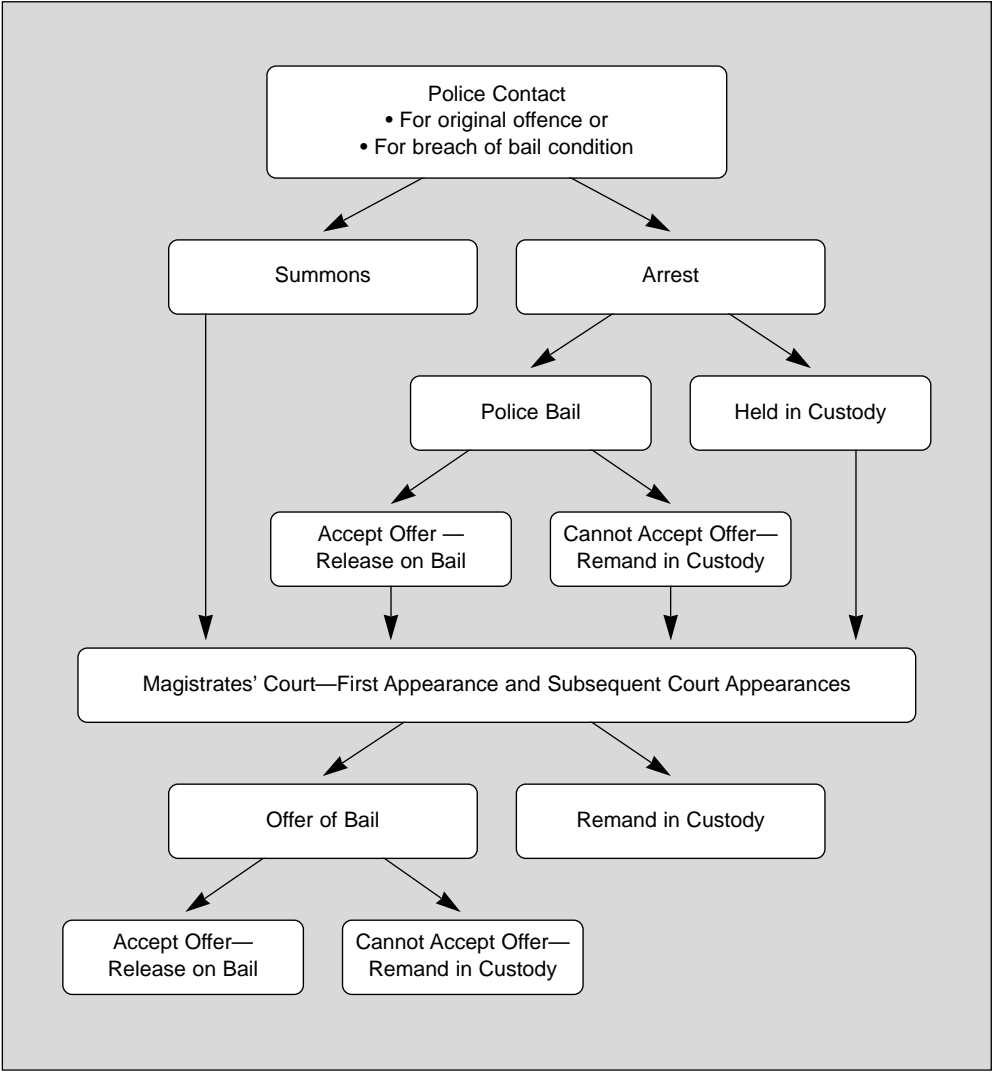 Police Contact
• For original offence or
• For breach of bail condition
Summons
Arrest
Police Bail
Held in Custody
Accept Offer —
Release on Bail
Cannot Accept Offer—
Remand in Custody
Magistrates’ Court—First Appearance and Subsequent Court Appearances
Offer of Bail
Remand in Custody
Accept Offer—
Release on Bail
Cannot Accept Offer—
Remand in Custody